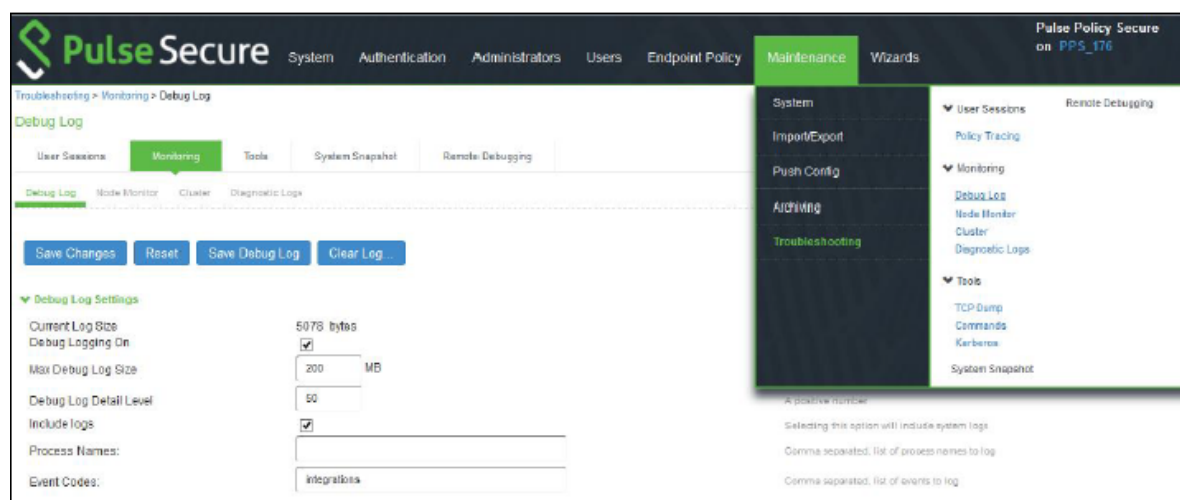 Pulse Secure
System Authentication Administrators Users Endpoint Policy Maintenance Wizards
Pulse Policy Secure
on PPS_176
Troubleshooting > Monitoring > Debug Log
Debug Log
User Sessions Monitoring Tools System Snapshot Remote Debugging
Debug Log Node Monitor Cluster Diagnostic Logs
Save Changes Reset Save Debug Log Clear Log...
Debug Log Settings
Current Log Size 5078 bytes
Debug Logging On
Max Debug Log Size 200 MB
Debug Log Detail Level 50
A positive number
Include logs
Selecting this option will include system logs
Process Names:
Comma separated, list of process names to log
Event Codes: integrations
Comma separated, list of events to log
System
Import/Export
Push Config
Archiving
Troubleshooting
User Sessions
Policy Tracing
Monitoring
Debug Log
Node Monitor
Cluster
Diagnostic Logs
Tools
TCP Dump
Commands
Kerberos
System Snapshot
Remote Debugging